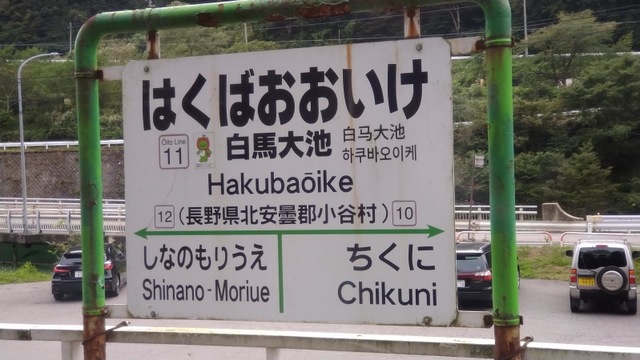 はくばおおいけ
Ōito Line
11
白馬大池
白马大池
하쿠바오이케
Hakubaōike
12 (長野県北安曇郡小谷村) 10
しなのもりうえ ちくに
Shinano-Moriue Chikuni